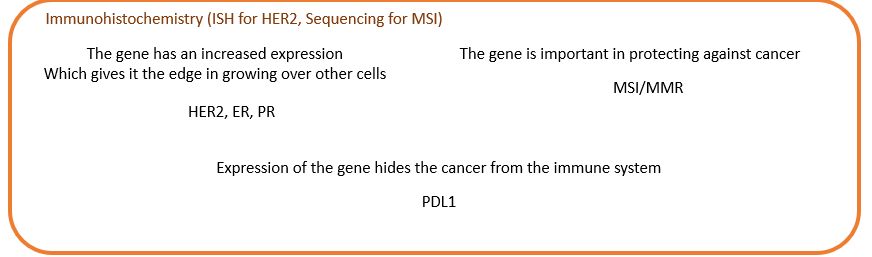 Immunohistochemistry (ISH for HER2, Sequencing for MSI)
The gene has an increased expression
Which gives it the edge in growing over other cells
HER2, ER, PR
The gene is important in protecting against cancer
MSI/MMR
Expression of the gene hides the cancer from the immune system
PDL1